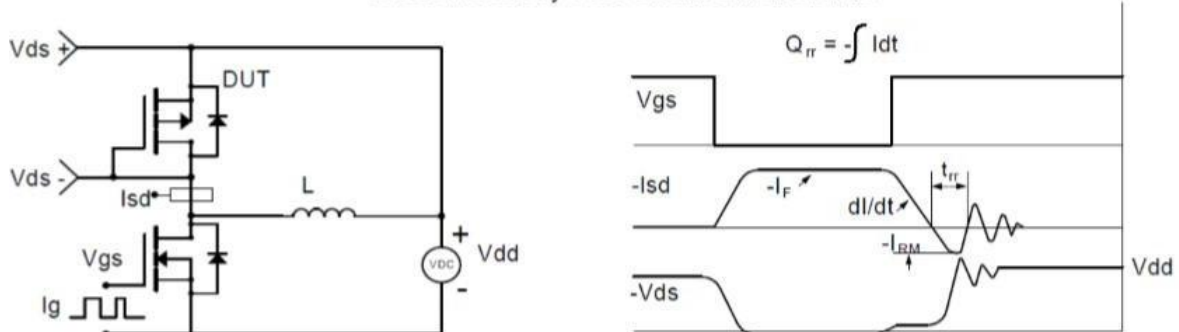 Vds +
DUT
Vds -
Isd
L
Vgs
Ig
VDC
+
-
Vdd
Qrr = -∫ Idt
Vgs
-Isd
-IF
dI/dt
trr
-IRM
-Vds
Vdd